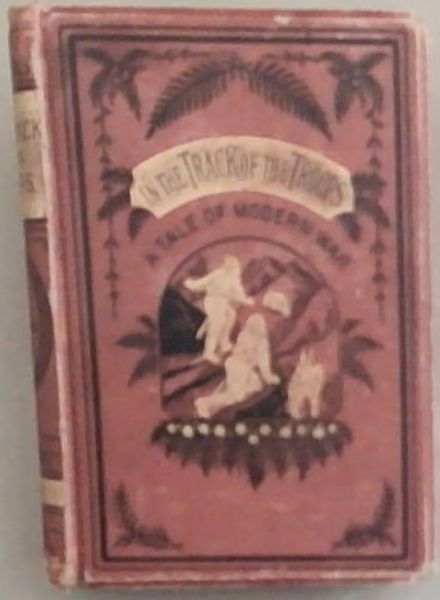 IN THE TRACK OF THE TROOPS
A TALE OF MODERN WAR